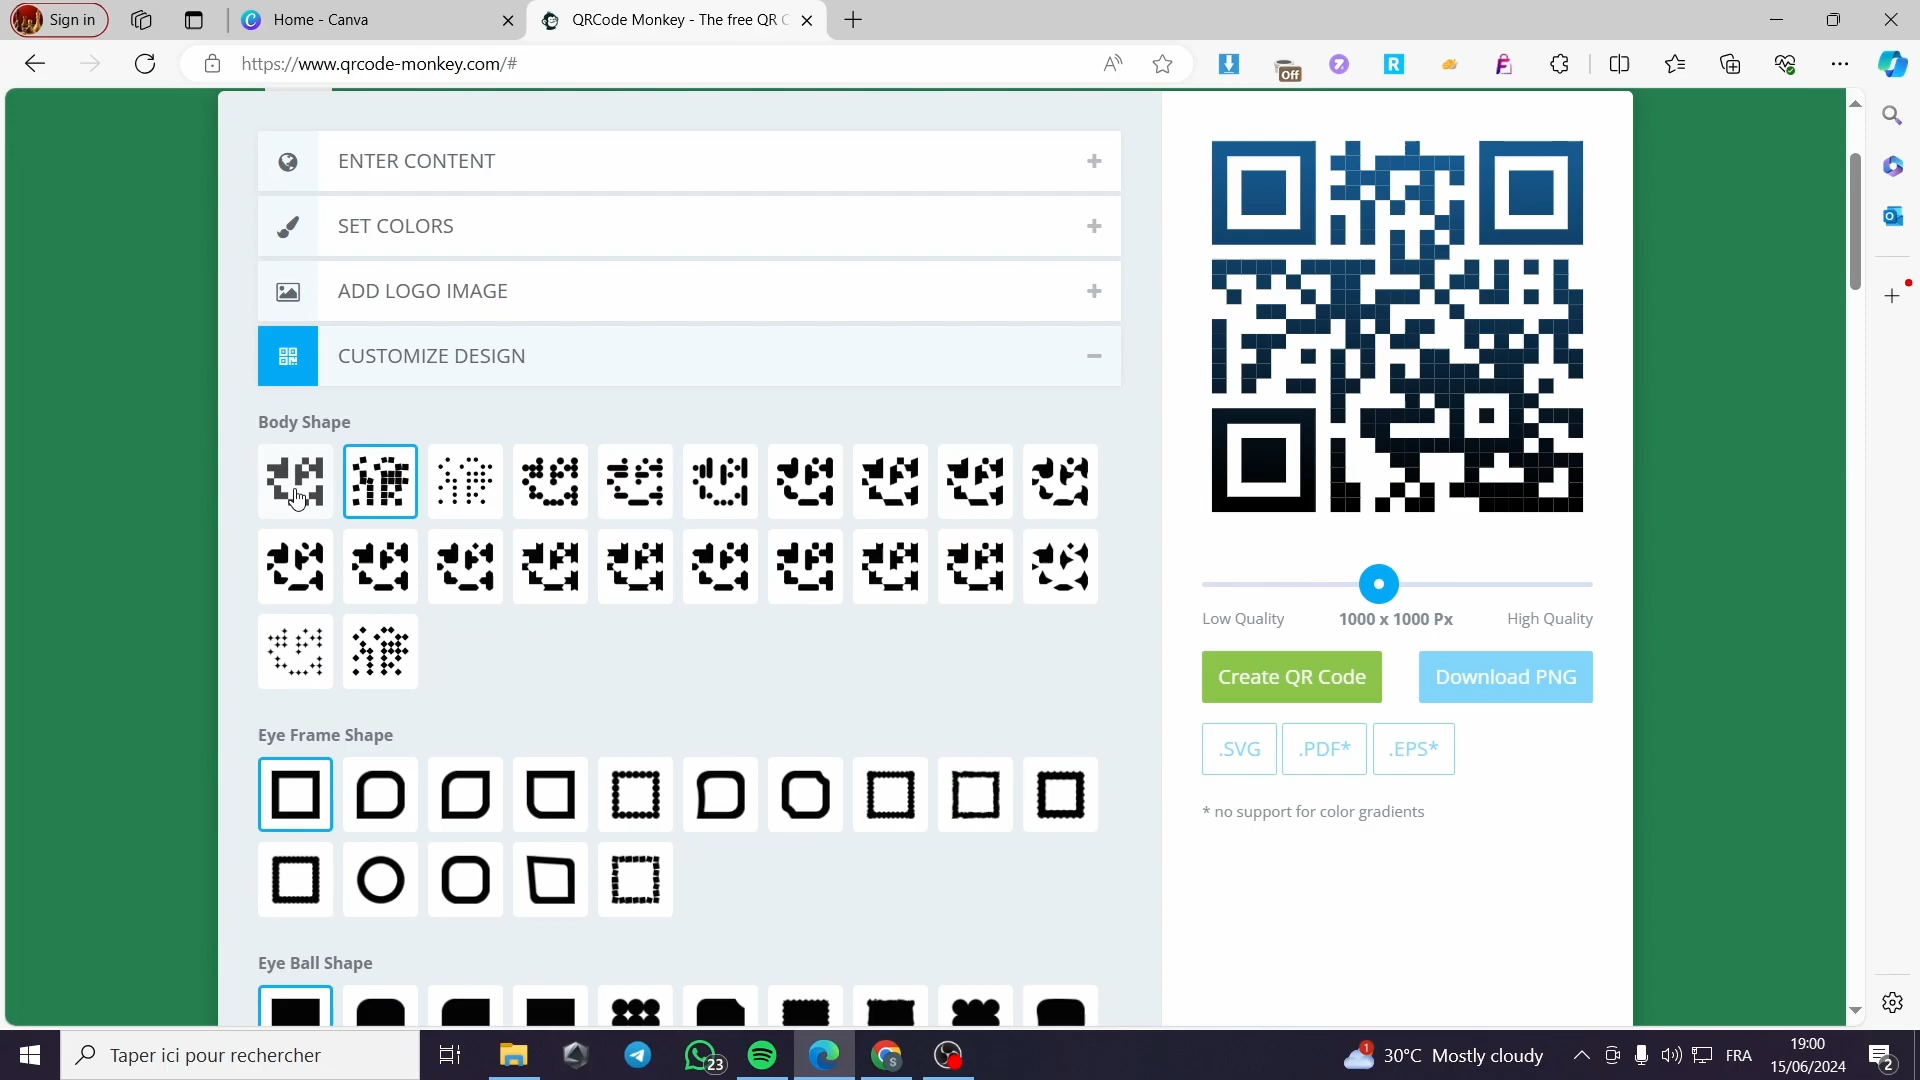 Sign in
Home - Canva
QRCode Monkey - The free QR C
https://www.qrcode-monkey.com/#
Off
ENTER CONTENT
SET COLORS
ADD LOGO IMAGE
CUSTOMIZE DESIGN
Body Shape
Eye Frame Shape
Eye Ball Shape
Low Quality
1000 x 1000 Px
High Quality
Create QR Code
Download PNG
.SVG
.PDF*
.EPS*
* no support for color gradients
Taper ici pour rechercher
23
1
30°C Mostly cloudy
FRA
19:00
15/06/2024
2